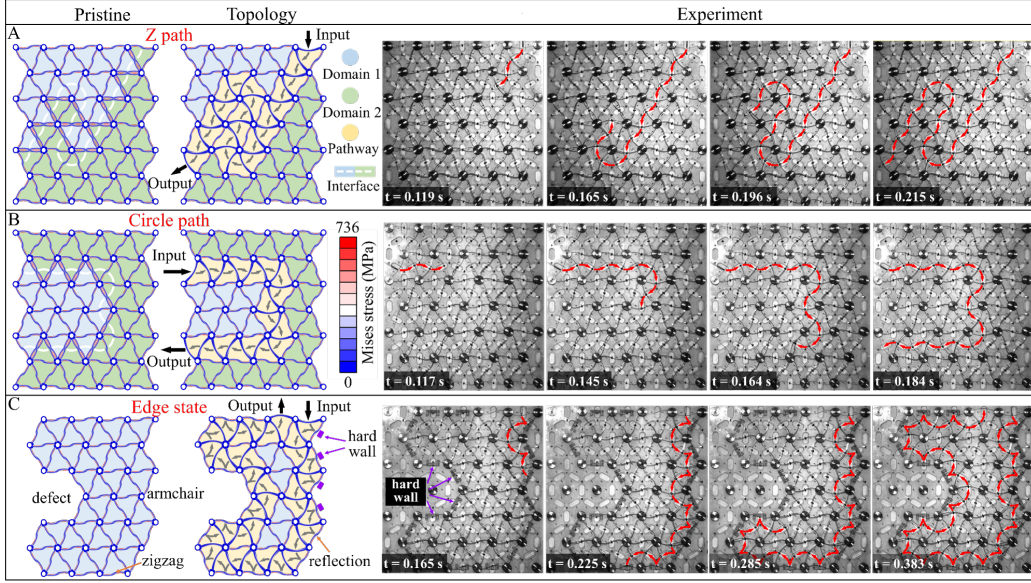 Pristine
Topology
Experiment
A
Z path
Input
Domain 1
Domain 2
Pathway
Interface
Output
t = 0.119 s
t = 0.165 s
t = 0.196 s
t = 0.215 s
B
Circle path
Input
Output
736
Mises stress (MPa)
0
t = 0.117 s
t = 0.145 s
t = 0.164 s
t = 0.184 s
C
Edge state
Output
Input
hard
wall
defect
armchair
zigzag
reflection
hard
wall
t = 0.165 s
t = 0.225 s
t = 0.285 s
t = 0.383 s